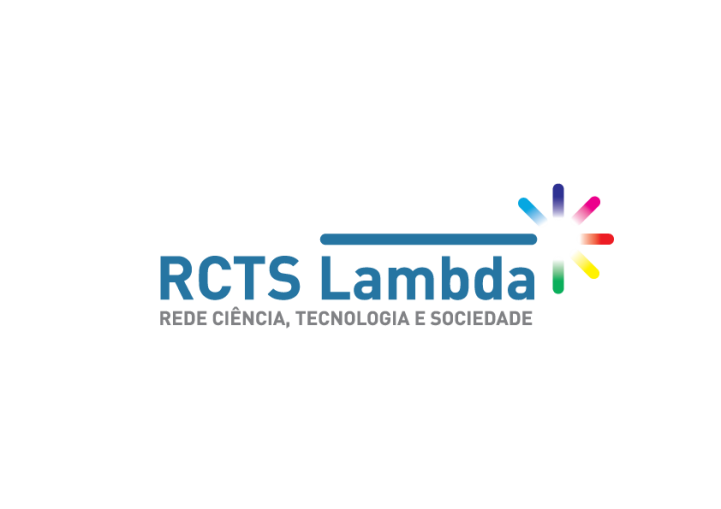 RCTS Lambda
REDE CIÊNCIA, TECNOLOGIA E SOCIEDADE